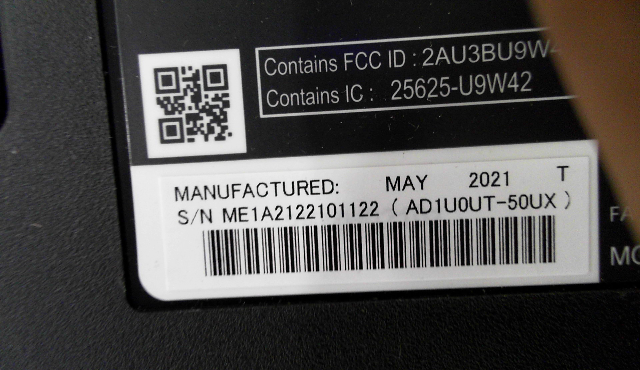 Contains FCC ID : 2AU3BU9W4
Contains IC : 25625-U9W42
MANUFACTURED: MAY 2021 T
S/N ME1A2122101122 ( AD1U0UT-50UX )